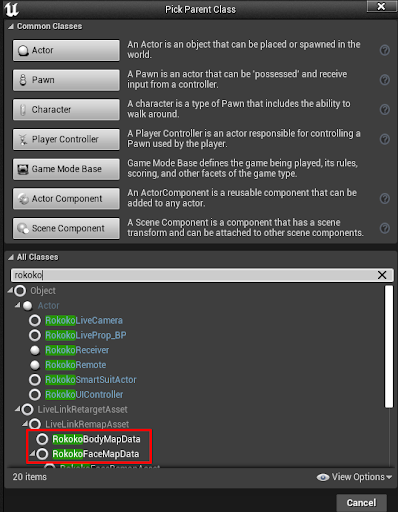 Pick Parent Class
Common Classes
Actor
An Actor is an object that can be placed or spawned in the
world.
Pawn
A Pawn is an actor that can be 'possessed' and receive
input from a controller.
Character
A character is a type of Pawn that includes the ability to
walk around.
Player Controller
A Player Controller is an actor responsible for controlling a
Pawn used by the player.
Game Mode Base
Game Mode Base defines the game being played, its rules,
scoring, and other facets of the game type.
Actor Component
An ActorComponent is a reusable component that can be
added to any actor.
Scene Component
A Scene Component is a component that has a scene
transform and can be attached to other scene components.
All Classes
rokoko
Object
Actor
RokokoLiveCamera
RokokoLiveProp_BP
RokokoReceiver
RokokoRemote
RokokoSmartSuitActor
RokokoUIController
LiveLinkRetargetAsset
LiveLinkRemapAsset
RokokoBodyMapData
RokokoFaceMapData
RokokoFaceRemapAsset
20 items
View Options
Cancel